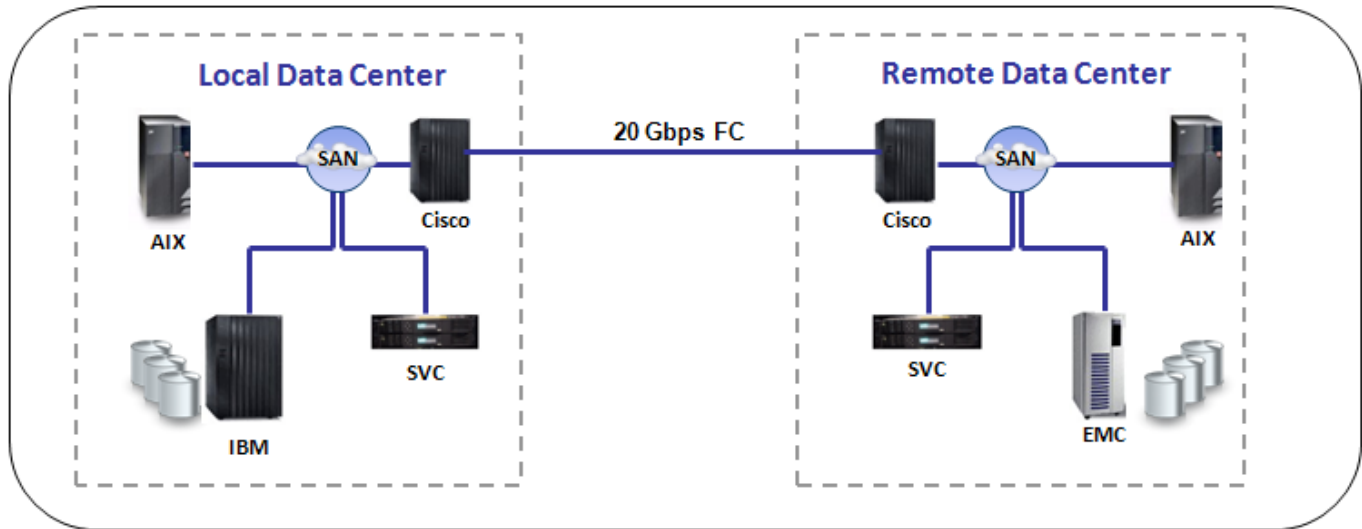 Local Data Center
Remote Data Center
20 Gbps FC
SAN
SAN
Cisco
Cisco
AIX
AIX
SVC
SVC
IBM
EMC